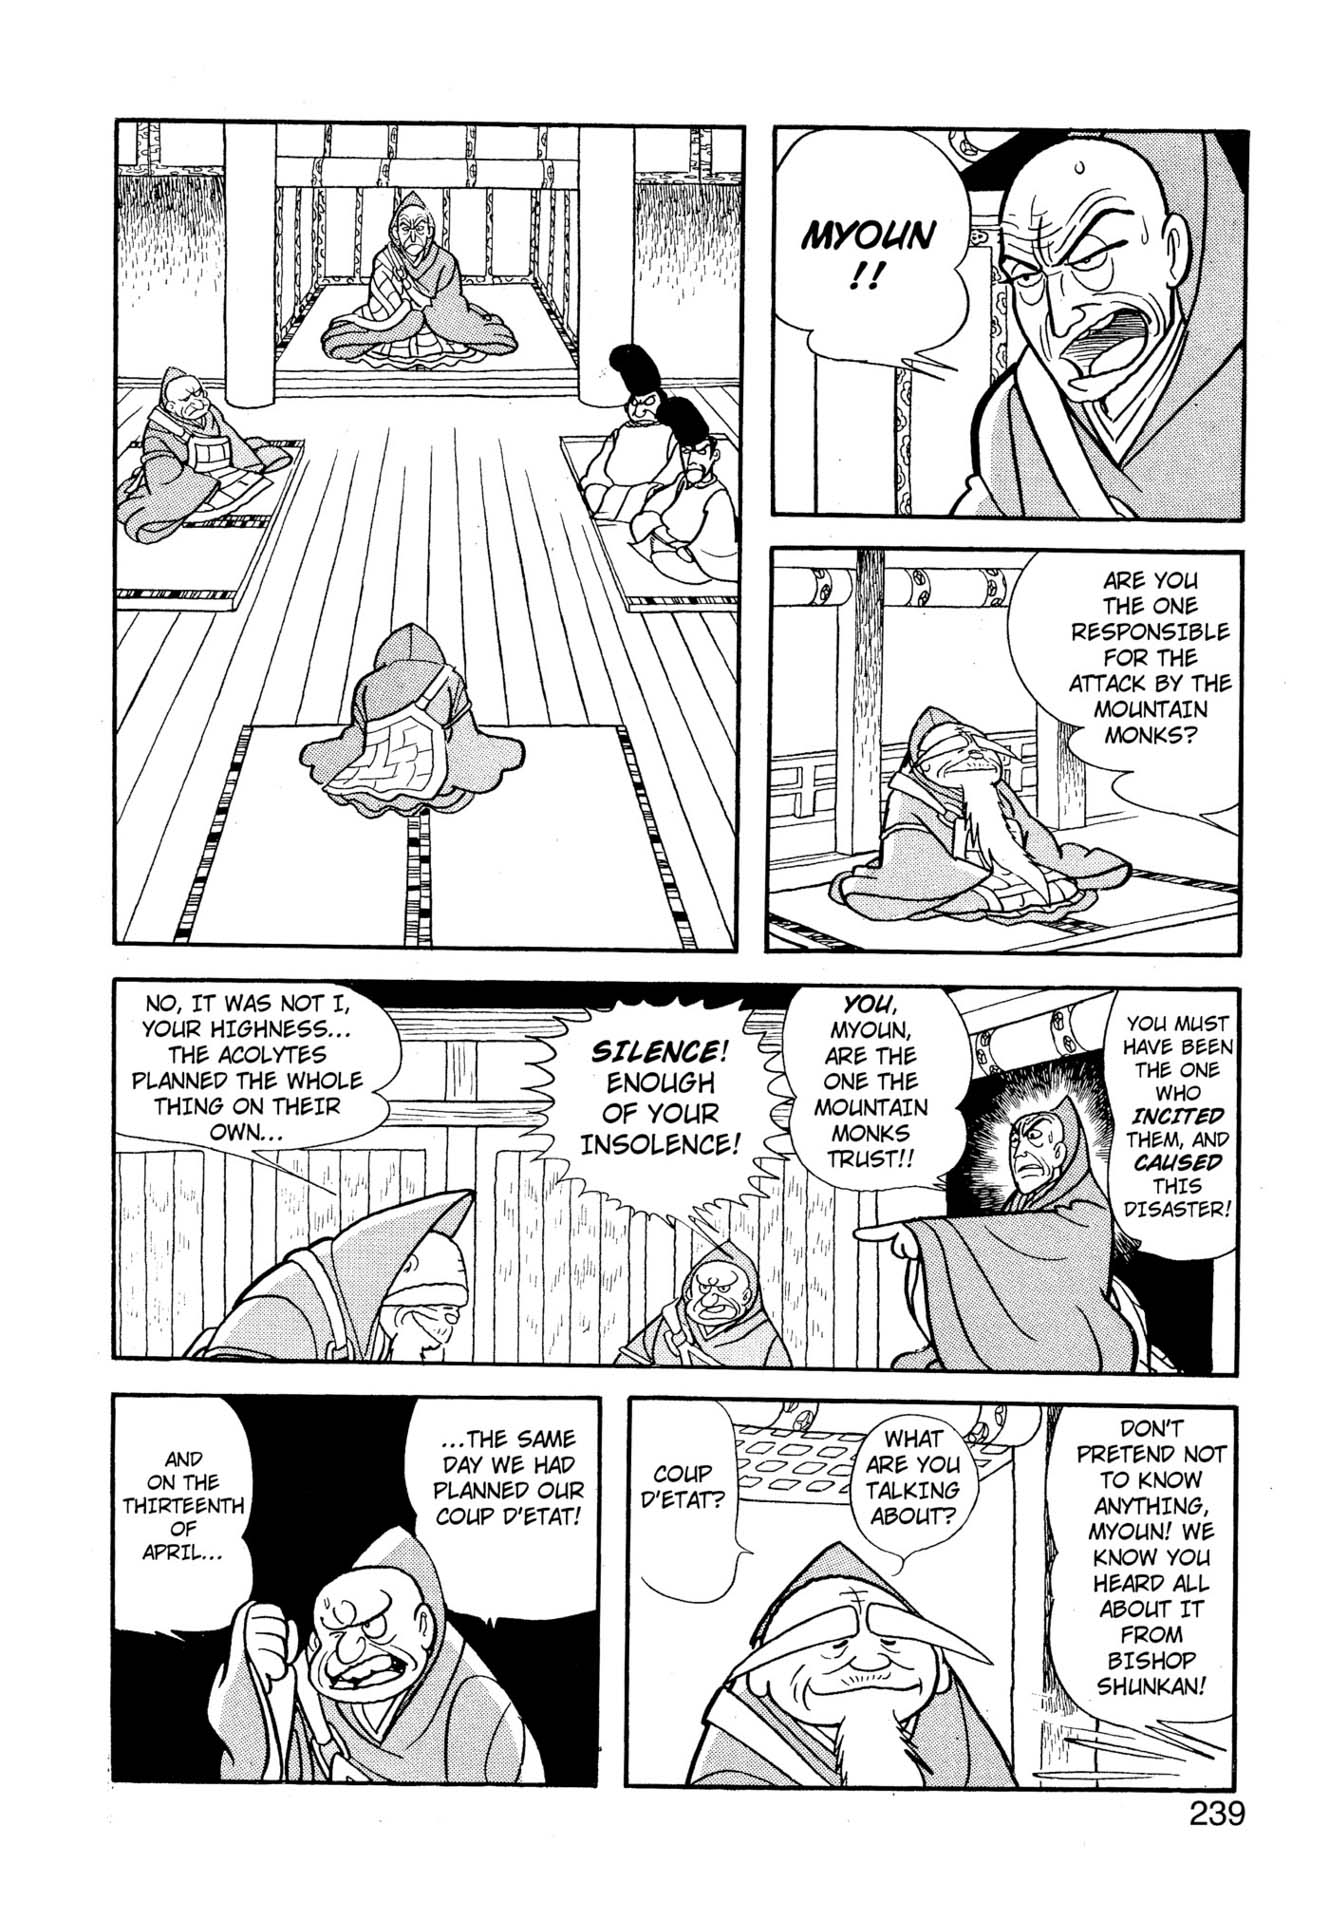 MYOUN
!!
ARE YOU
THE ONE
RESPONSIBLE
FOR THE
ATTACK BY THE
MOUNTAIN
MONKS?
NO, IT WAS NOT I,
YOUR HIGHNESS...
THE ACOLYTES
PLANNED THE WHOLE
THING ON THEIR
OWN...
SILENCE!
ENOUGH
OF YOUR
INSOLENCE!
YOU,
MYOUN,
ARE THE
ONE THE
MOUNTAIN
MONKS
TRUST!!
YOU MUST
HAVE BEEN
THE ONE
WHO
INCITED
THEM, AND
CAUSED
THIS
DISASTER!
AND
ON THE
THIRTEENTH
OF
APRIL...
...THE SAME
DAY WE HAD
PLANNED OUR
COUP D'ETAT!
COUP
D'ETAT?
WHAT
ARE YOU
TALKING
ABOUT?
DON'T
PRETEND NOT
TO KNOW
ANYTHING,
MYOUN! WE
KNOW YOU
HEARD ALL
ABOUT IT
FROM
BISHOP
SHUNKAN!
239